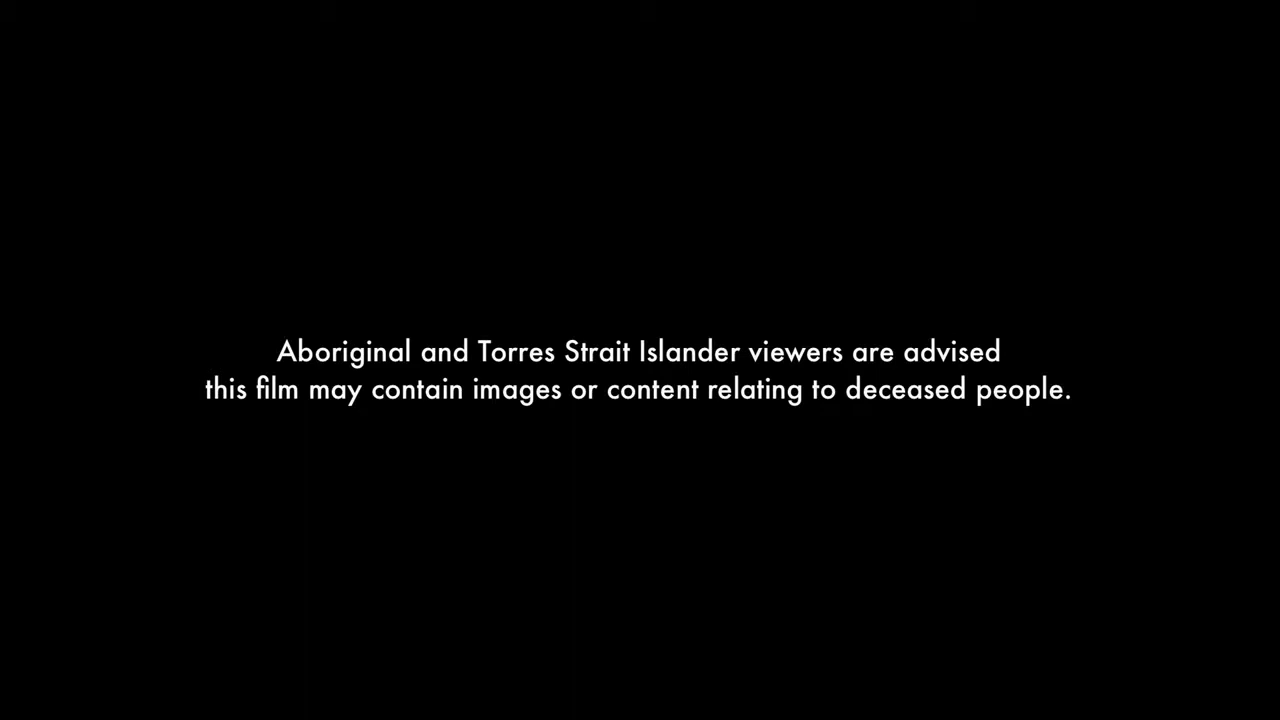 Aboriginal and Torres Strait Islander viewers are advised
this film may contain images or content relating to deceased people.